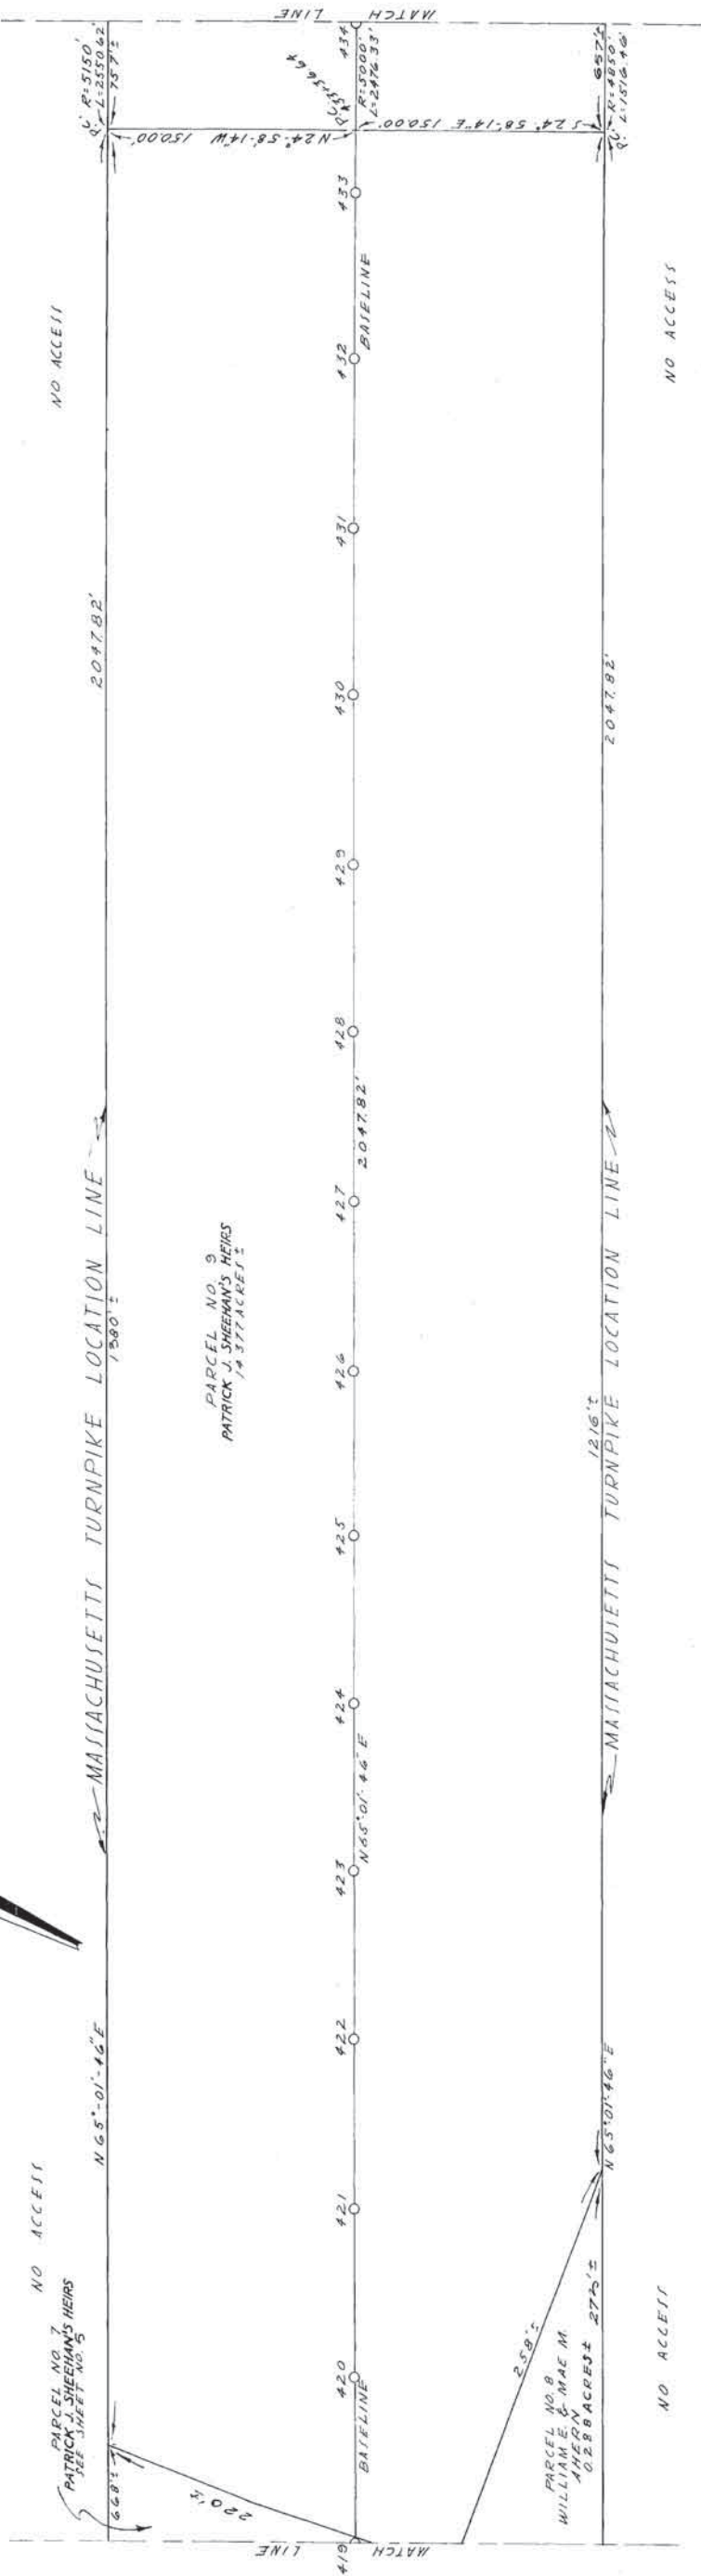 MATCH LINE
P.C. R=5150'
L=2550.62'
757'±
N 24°-58'-14"W 150.00'
P.C. 433+56.64
434
R=5000'
L=2476.33'
S 24°-58'-14"E 150.00'
657'±
P.C. R=4850'
L=1516.46'
NO ACCESS
2047.82'
MASSACHUSETTS TURNPIKE LOCATION LINE
1380'±
N 65°-01'-46"E
NO ACCESS
PARCEL NO. 7
PATRICK J. SHEEHAN'S HEIRS
SEE SHEET NO. 5
668'±
220'±
PARCEL NO. 9
PATRICK J. SHEEHAN'S HEIRS
14.377 ACRES±
433
432
BASELINE
431
430
429
428
2047.82'
427
426
425
424
N 65°-01'-46"E
423
422
421
420
BASELINE
419
MATCH LINE
NO ACCESS
2047.82'
1216'±
MASSACHUSETTS TURNPIKE LOCATION LINE
N 65°-01'-46"E
258'±
PARCEL NO. 8
WILLIAM E. & MAE M.
AHERN
0.288 ACRES±
NO ACCESS